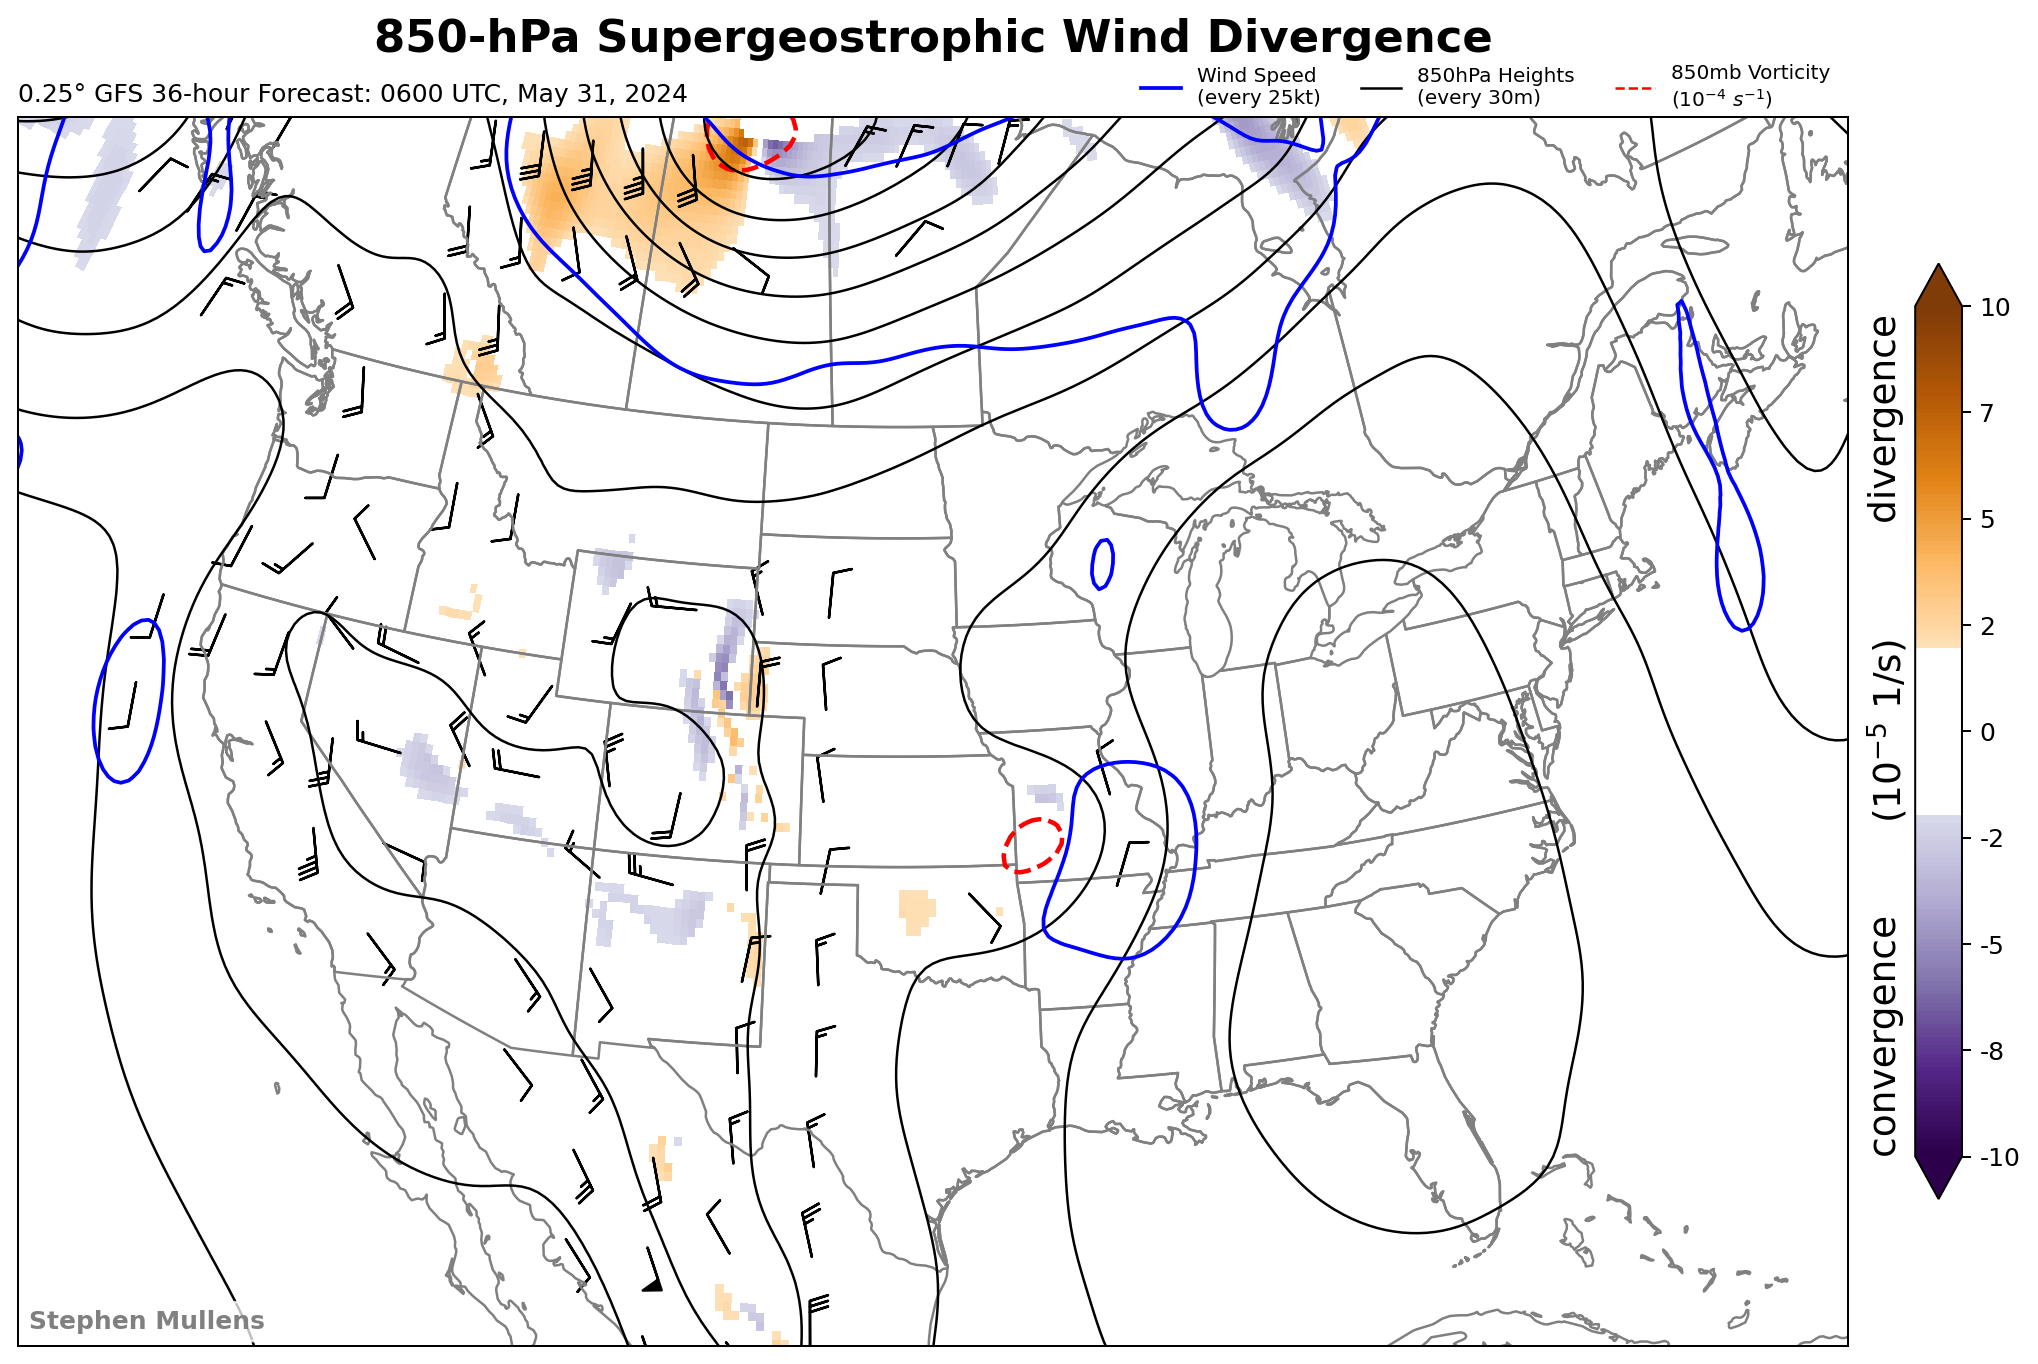 850-hPa Supergeostrophic Wind Divergence
0.25° GFS 36-hour Forecast: 0600 UTC, May 31, 2024
Wind Speed
(every 25kt)
850hPa Heights
(every 30m)
850mb Vorticity
(10⁻⁴ s⁻¹)
10
7
5
2
0
-2
-5
-8
-10
convergence (10⁻⁵ 1/s) divergence
Stephen Mullens